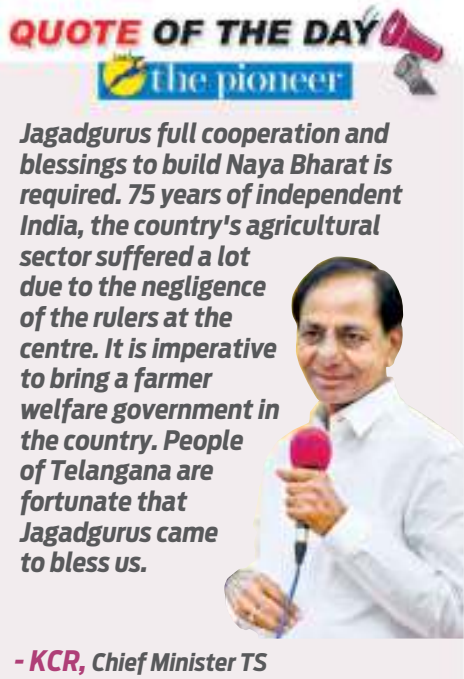 QUOTE OF THE DAY
the pioneer
Jagadgurus full cooperation and
blessings to build Naya Bharat is
required. 75 years of independent
India, the country's agricultural
sector suffered a lot
due to the negligence
of the rulers at the
centre. It is imperative
to bring a farmer
welfare government in
the country. People
of Telangana are
fortunate that
Jagadgurus came
to bless us.
- KCR, Chief Minister TS